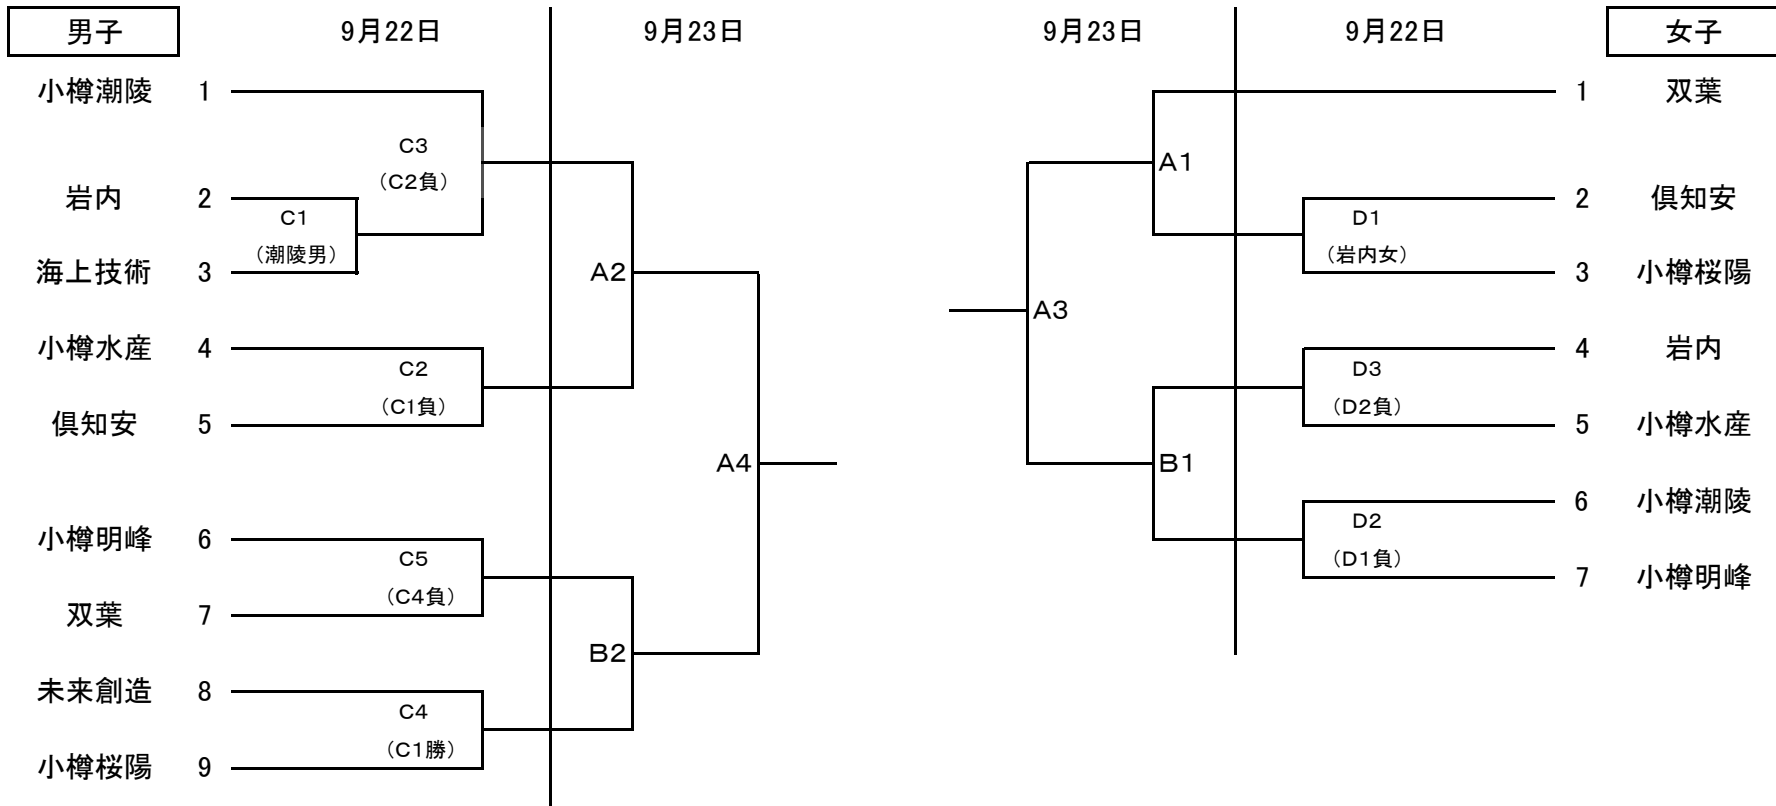 男子 9月22日 9月23日
小樽潮陵 1
C3
（C2負）
岩内 2
C1
（潮陵男）
海上技術 3
A2
小樽水産 4
C2
（C1負）
倶知安 5
A4
小樽明峰 6
C5
（C4負）
双葉 7
B2
未来創造 8
C4
（C1勝）
小樽桜陽 9
9月23日 9月22日 女子
1 双葉
A1
2 倶知安
D1
（岩内女）
3 小樽桜陽
A3
4 岩内
D3
（D2負）
5 小樽水産
B1
6 小樽潮陵
D2
（D1負）
7 小樽明峰